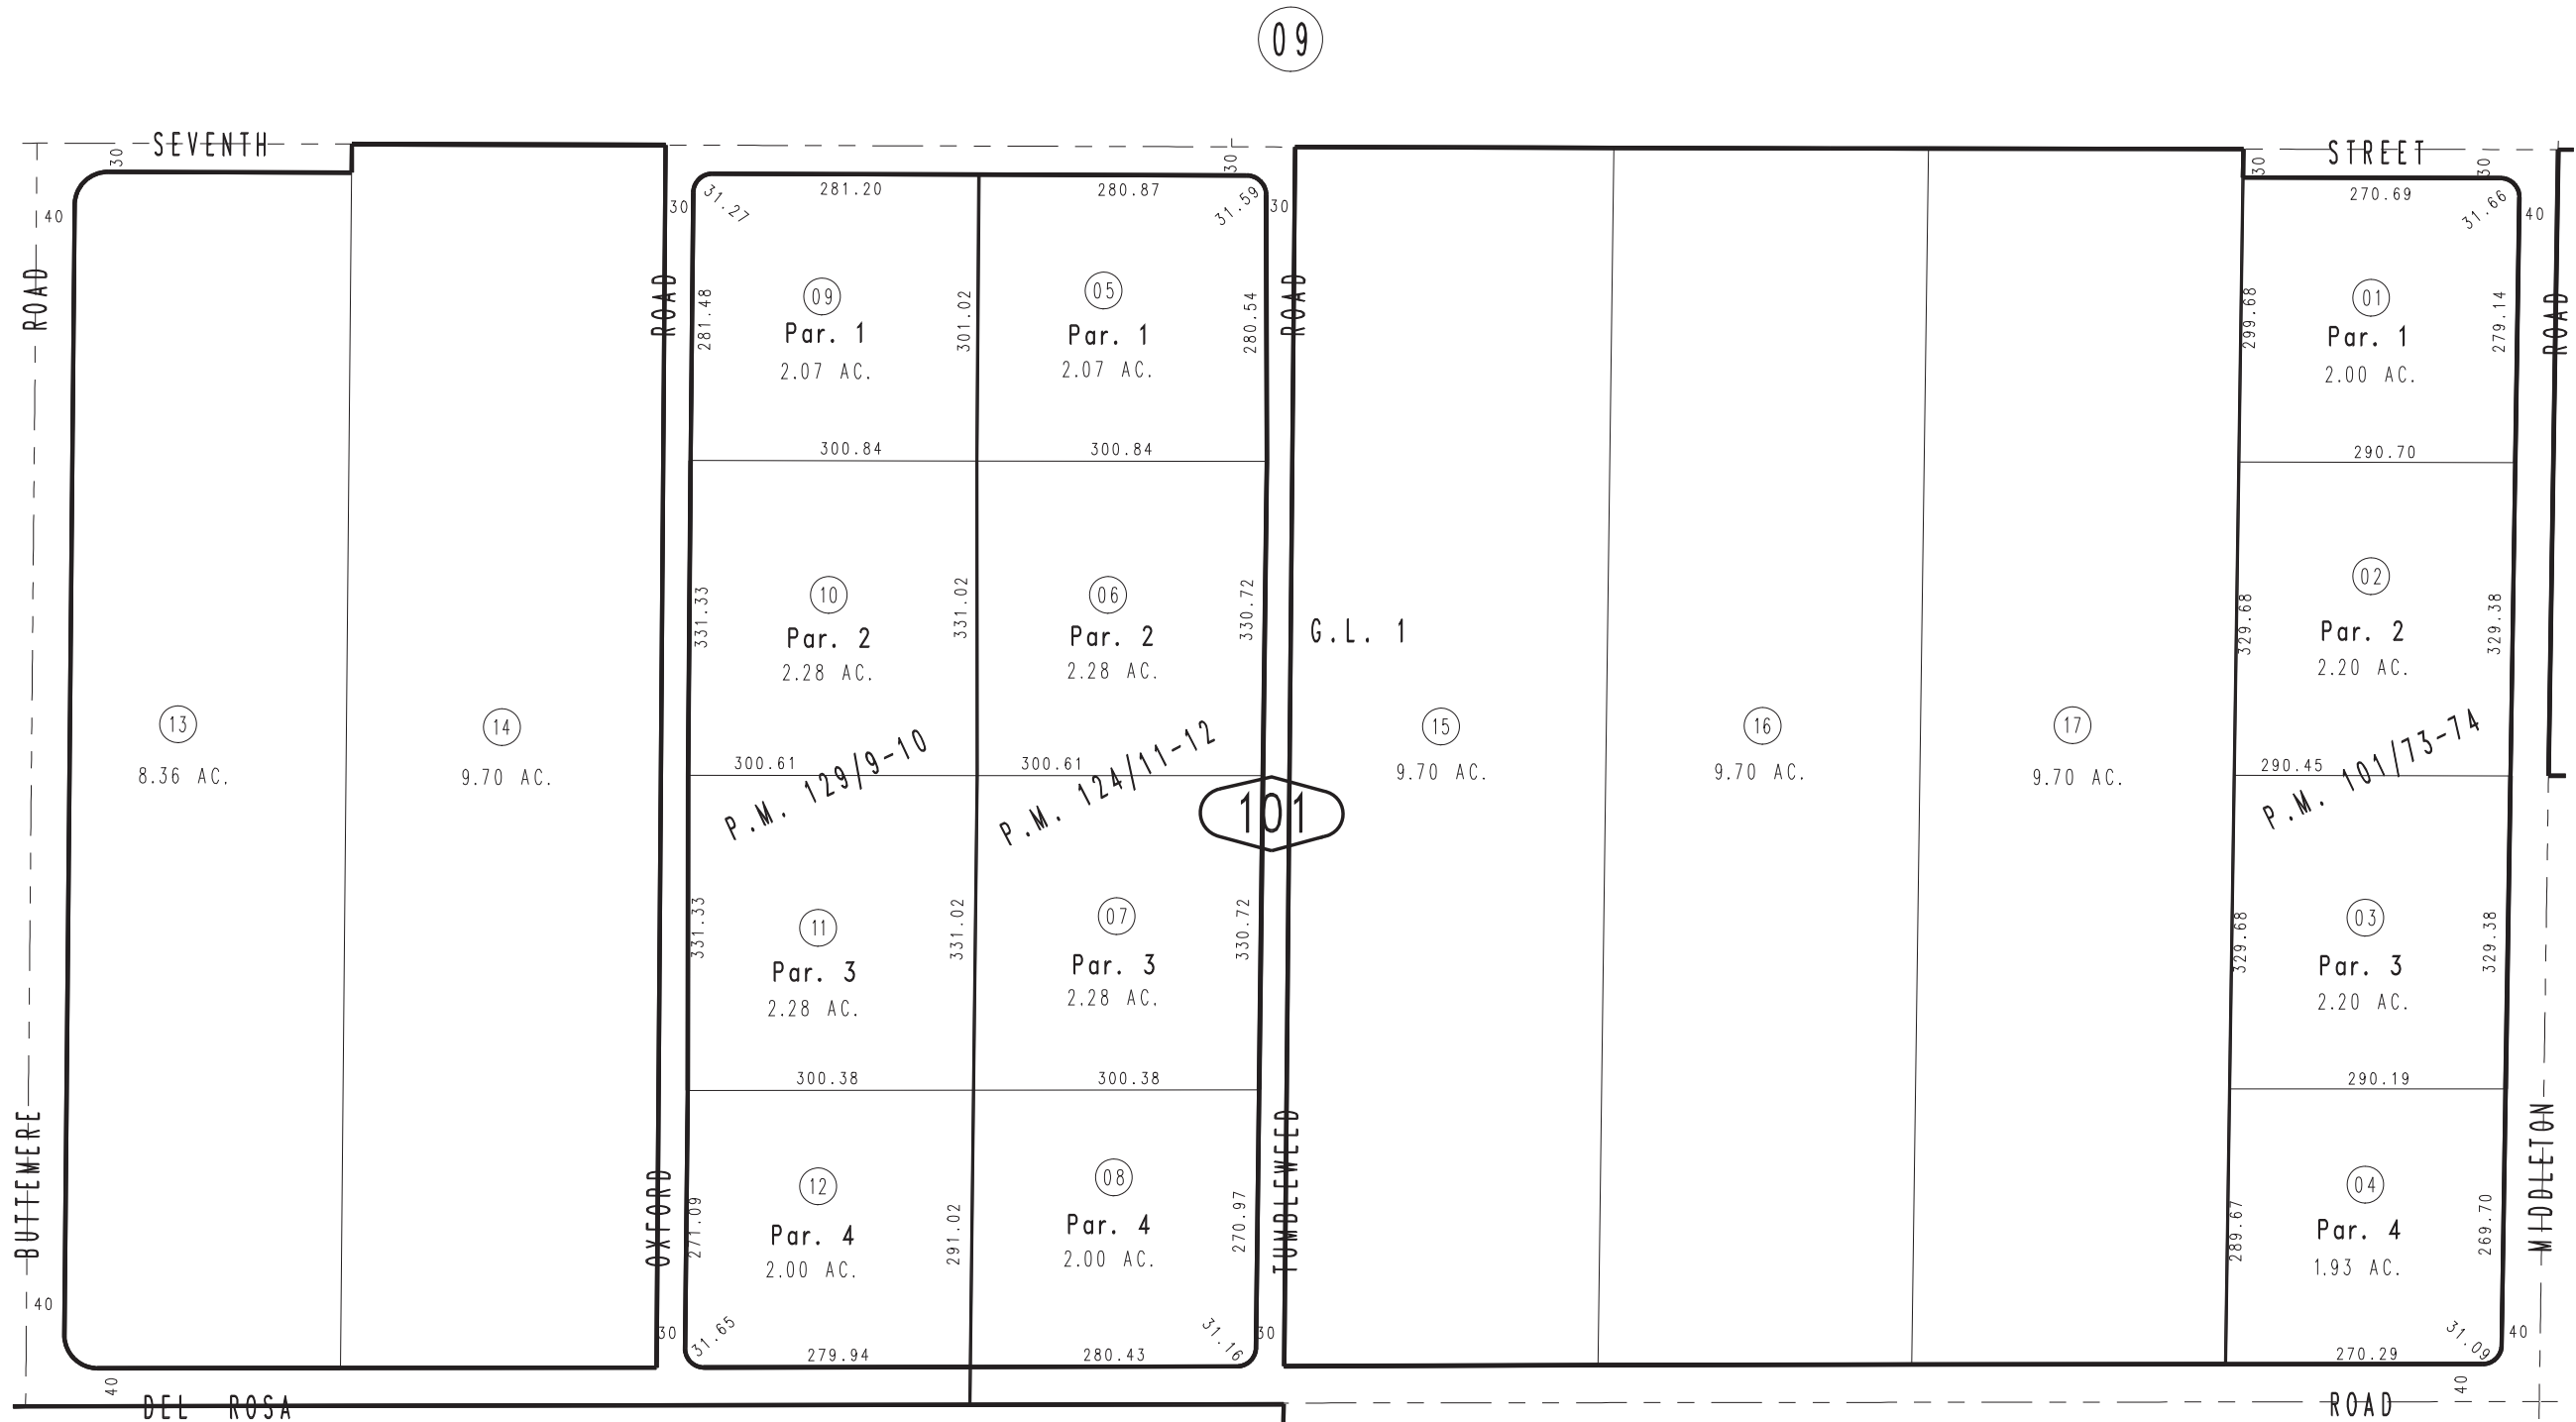 09
SEVENTH
STREET
30
30
30
30
40
281.20
280.87
270.69
31.27
31.59
31.66
30
30
40
ROAD
ROAD
ROAD
ROAD
281.48
09
Par. 1
2.07 AC.
301.02
05
Par. 1
2.07 AC.
280.54
299.68
01
Par. 1
2.00 AC.
279.14
300.84
300.84
290.70
331.33
10
Par. 2
2.28 AC.
331.02
06
Par. 2
2.28 AC.
330.72
G.L. 1
329.68
02
Par. 2
2.20 AC.
329.38
13
8.36 AC.
14
9.70 AC.
300.61
300.61
290.45
P.M. 129/9-10
P.M. 124/11-12
101
15
9.70 AC.
16
9.70 AC.
17
9.70 AC.
P.M. 101/73-74
331.33
11
Par. 3
2.28 AC.
331.02
07
Par. 3
2.28 AC.
330.72
329.68
03
Par. 3
2.20 AC.
329.38
300.38
300.38
290.19
BUTTEMERE
OXFORD
TUMBLEWEED
MIDDLETON
271.09
12
Par. 4
2.00 AC.
291.02
08
Par. 4
2.00 AC.
270.97
289.67
04
Par. 4
1.93 AC.
269.70
40
30
31.65
31.16
30
31.09
40
279.94
280.43
270.29
40
40
DEL ROSA
ROAD